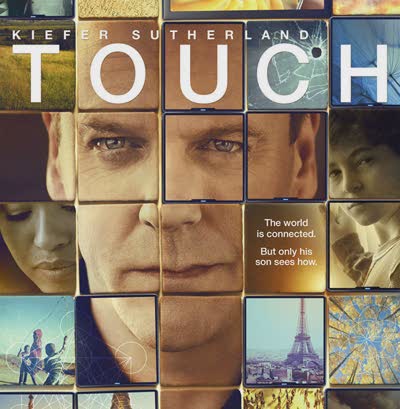 KIEFER SUTHERLAND
TOUCH
The world
is connected.
But only his
son sees how.